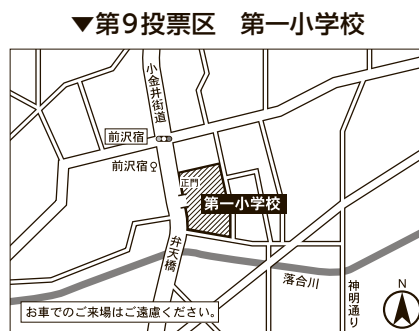 ▼第9投票区 第一小学校
小金井街道
前沢宿
前沢宿
正門
第一小学校
弁天橋
落合川
神明通り
お車でのご来場はご遠慮ください。
N